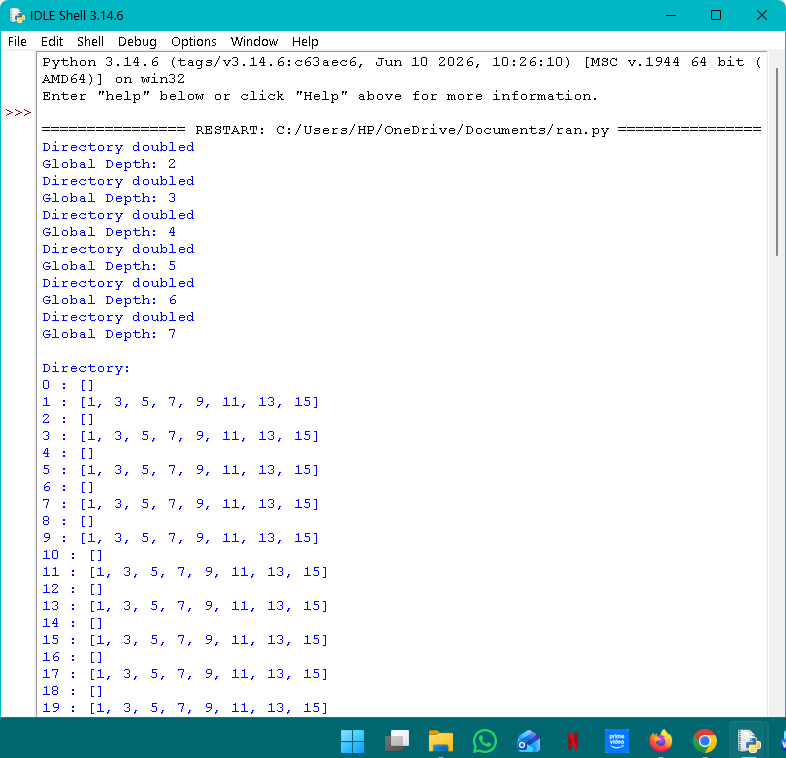 IDLE Shell 3.14.6
File Edit Shell Debug Options Window Help
Python 3.14.6 (tags/v3.14.6:c63aec6, Jun 10 2026, 10:26:10) [MSC v.1944 64 bit (
AMD64)] on win32
Enter "help" below or click "Help" above for more information.
>>>
================ RESTART: C:/Users/HP/OneDrive/Documents/ran.py ================
Directory doubled
Global Depth: 2
Directory doubled
Global Depth: 3
Directory doubled
Global Depth: 4
Directory doubled
Global Depth: 5
Directory doubled
Global Depth: 6
Directory doubled
Global Depth: 7
Directory:
0 : []
1 : [1, 3, 5, 7, 9, 11, 13, 15]
2 : []
3 : [1, 3, 5, 7, 9, 11, 13, 15]
4 : []
5 : [1, 3, 5, 7, 9, 11, 13, 15]
6 : []
7 : [1, 3, 5, 7, 9, 11, 13, 15]
8 : []
9 : [1, 3, 5, 7, 9, 11, 13, 15]
10 : []
11 : [1, 3, 5, 7, 9, 11, 13, 15]
12 : []
13 : [1, 3, 5, 7, 9, 11, 13, 15]
14 : []
15 : [1, 3, 5, 7, 9, 11, 13, 15]
16 : []
17 : [1, 3, 5, 7, 9, 11, 13, 15]
18 : []
19 : [1, 3, 5, 7, 9, 11, 13, 15]
prime video